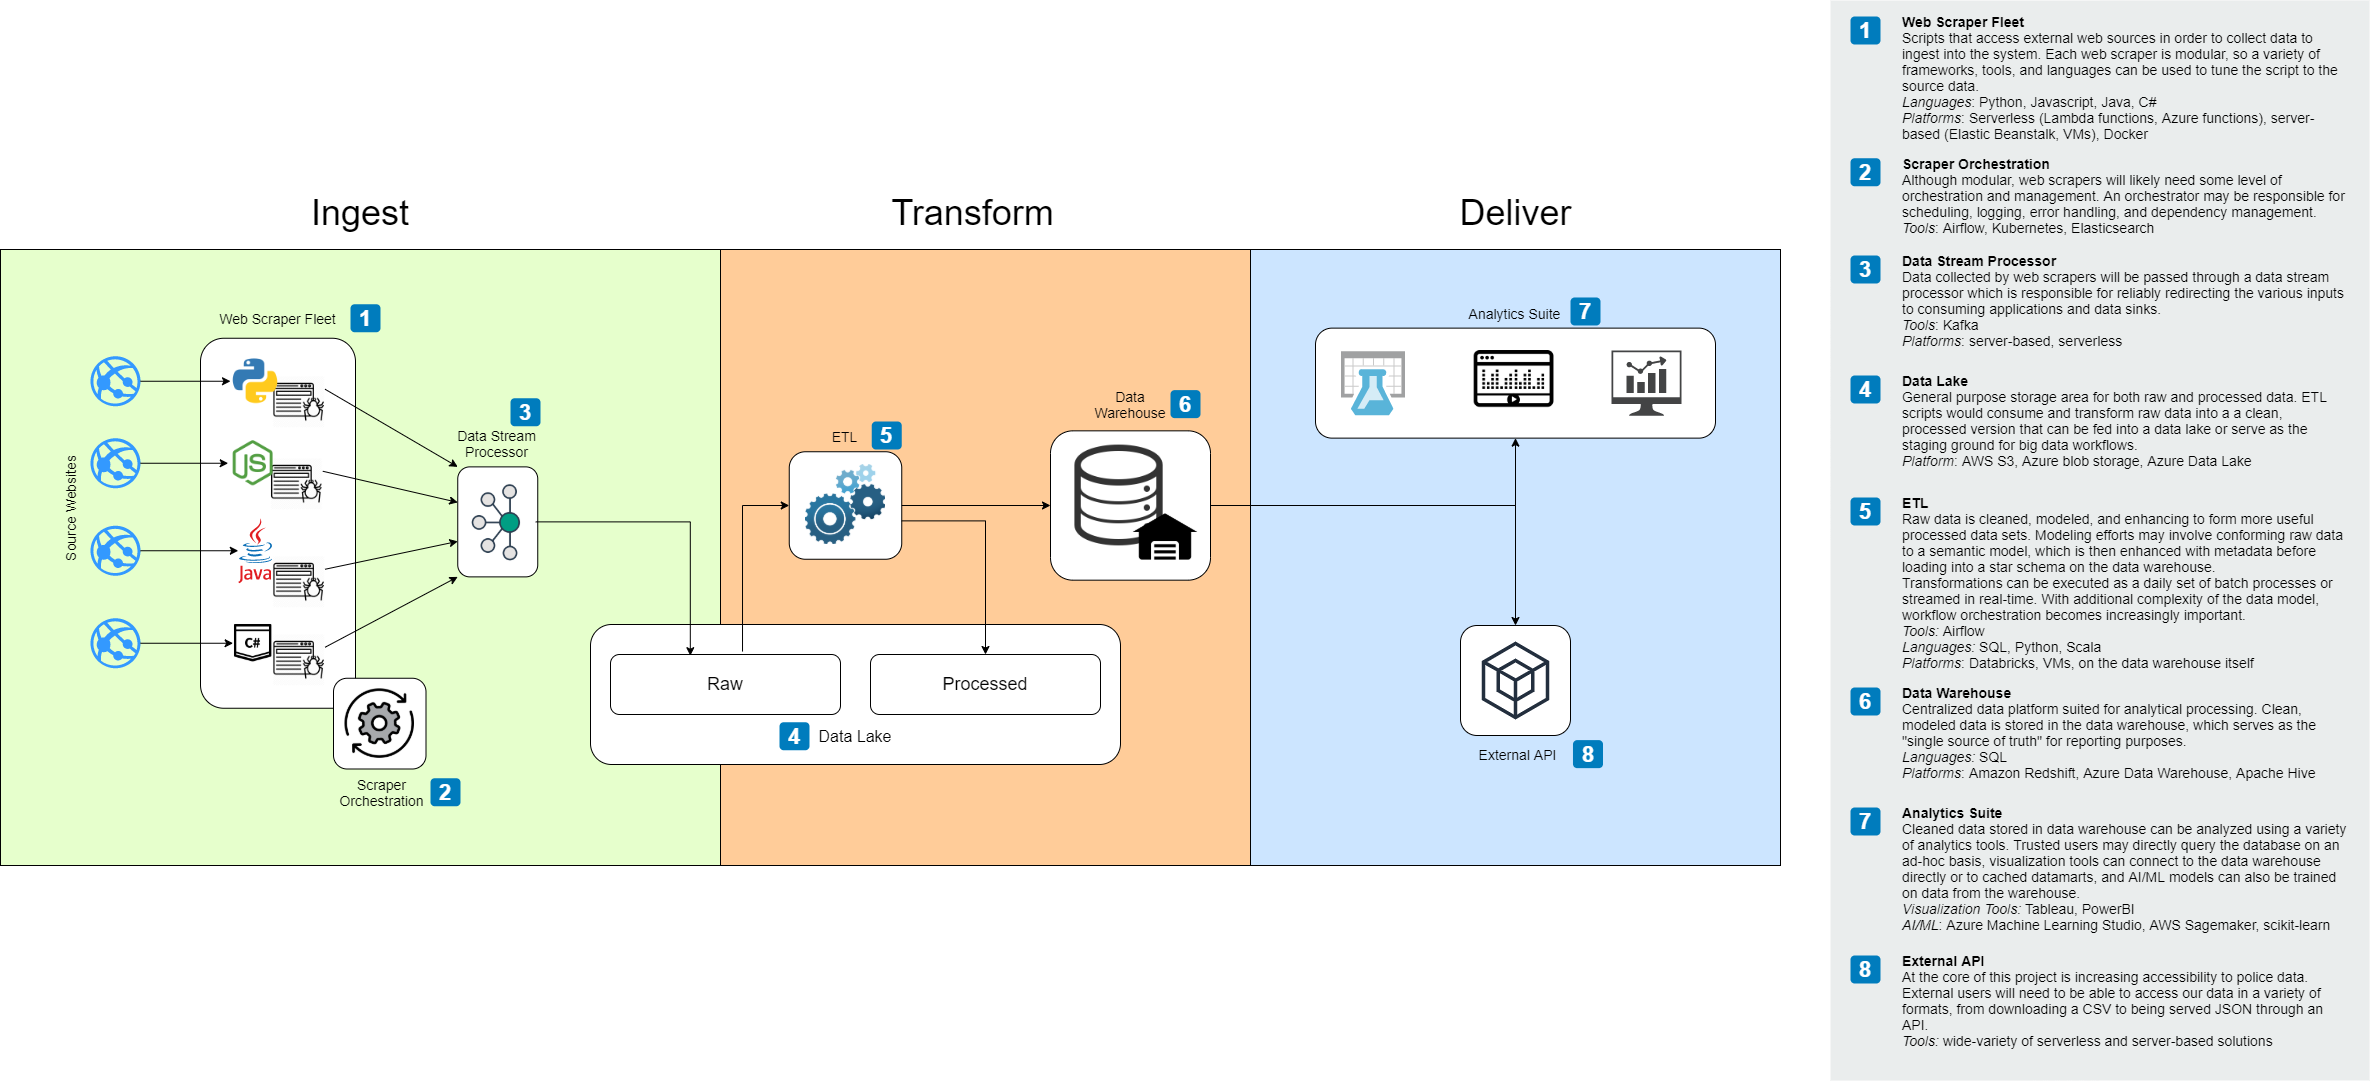 Ingest
Transform
Deliver
Web Scraper Fleet
1
Source Websites
JS
Java
C#
Scraper
Orchestration
2
3
Data Stream
Processor
Raw
Processed
4
Data Lake
ETL
5
Data
Warehouse
6
Analytics Suite
7
External API
8
1
Web Scraper Fleet
Scripts that access external web sources in order to collect data to
ingest into the system. Each web scraper is modular, so a variety of
frameworks, tools, and languages can be used to tune the script to the
source data.
Languages: Python, Javascript, Java, C#
Platforms: Serverless (Lambda functions, Azure functions), server-
based (Elastic Beanstalk, VMs), Docker
2
Scraper Orchestration
Although modular, web scrapers will likely need some level of
orchestration and management. An orchestrator may be responsible for
scheduling, logging, error handling, and dependency management.
Tools: Airflow, Kubernetes, Elasticsearch
3
Data Stream Processor
Data collected by web scrapers will be passed through a data stream
processor which is responsible for reliably redirecting the various inputs
to consuming applications and data sinks.
Tools: Kafka
Platforms: server-based, serverless
4
Data Lake
General purpose storage area for both raw and processed data. ETL
scripts would consume and transform raw data into a a clean,
processed version that can be fed into a data lake or serve as the
staging ground for big data workflows.
Platform: AWS S3, Azure blob storage, Azure Data Lake
5
ETL
Raw data is cleaned, modeled, and enhancing to form more useful
processed data sets. Modeling efforts may involve conforming raw data
to a semantic model, which is then enhanced with metadata before
loading into a star schema on the data warehouse.
Transformations can be executed as a daily set of batch processes or
streamed in real-time. With additional complexity of the data model,
workflow orchestration becomes increasingly important.
Tools: Airflow
Languages: SQL, Python, Scala
Platforms: Databricks, VMs, on the data warehouse itself
6
Data Warehouse
Centralized data platform suited for analytical processing. Clean,
modeled data is stored in the data warehouse, which serves as the
"single source of truth" for reporting purposes.
Languages: SQL
Platforms: Amazon Redshift, Azure Data Warehouse, Apache Hive
7
Analytics Suite
Cleaned data stored in data warehouse can be analyzed using a variety
of analytics tools. Trusted users may directly query the database on an
ad-hoc basis, visualization tools can connect to the data warehouse
directly or to cached datamarts, and AI/ML models can also be trained
on data from the warehouse.
Visualization Tools: Tableau, PowerBI
AI/ML: Azure Machine Learning Studio, AWS Sagemaker, scikit-learn
8
External API
At the core of this project is increasing accessibility to police data.
External users will need to be able to access our data in a variety of
formats, from downloading a CSV to being served JSON through an
API.
Tools: wide-variety of serverless and server-based solutions